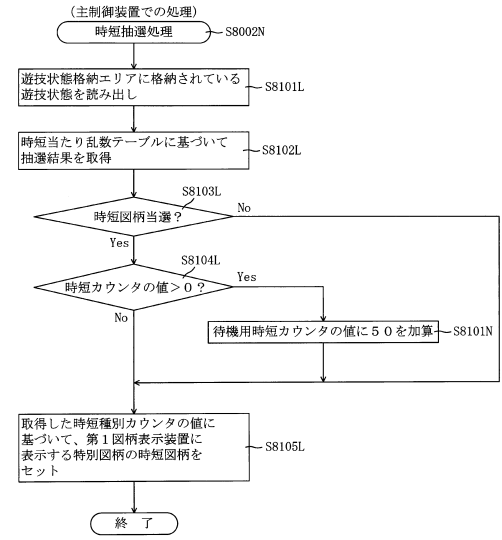 （主制御装置での処理）
時短抽選処理
S8002N
遊技状態格納エリアに格納されている
遊技状態を読み出し
S8101L
時短当たり乱数テーブルに基づいて
抽選結果を取得
S8102L
S8103L
時短図柄当選？
No
Yes
S8104L
時短カウンタの値＞０？
Yes
No
待機用時短カウンタの値に５０を加算
S8101N
取得した時短種別カウンタの値に
基づいて、第１図柄表示装置に
表示する特別図柄の時短図柄を
セット
S8105L
終　了